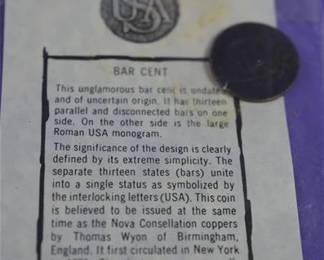 USA
BAR CENT
This unglamorous bar cent is undated
and of uncertain origin. It has thirteen
parallel and disconnected bars on one
side. On the other side is the large
Roman USA monogram.
The significance of the design is clearly
defined by its extreme simplicity. The
separate thirteen states (bars) unite
into a single status as symbolized by
the interlocking letters (USA). This coin
is believed to be issued at the same
time as the Nova Consellation coppers
by Thomas Wyon of Birmingham,
England. It first circulated in New York